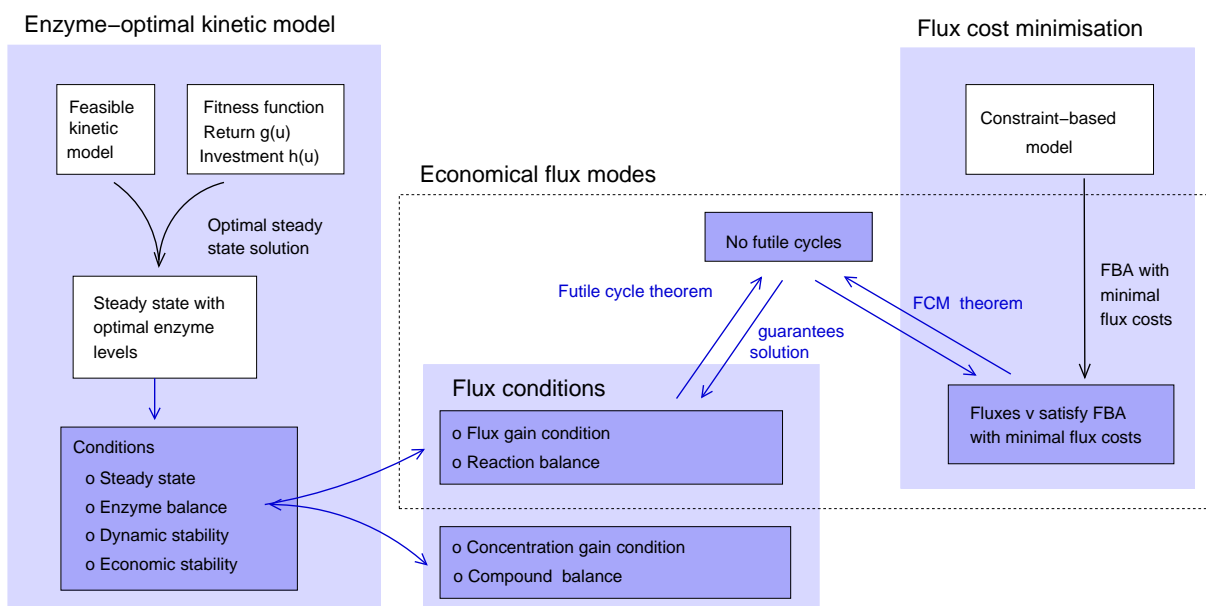 Enzyme−optimal kinetic model
Feasible
kinetic
model
Fitness function
Return g(u)
Investment h(u)
Optimal steady
state solution
Steady state with
optimal enzyme
levels
Conditions
o Steady state
o Enzyme balance
o Dynamic stability
o Economic stability
Economical flux modes
No futile cycles
Futile cycle theorem
guarantees
solution
FCM theorem
Flux conditions
o Flux gain condition
o Reaction balance
o Concentration gain condition
o Compound balance
Flux cost minimisation
Constraint−based
model
FBA with
minimal
flux costs
Fluxes v satisfy FBA
with minimal flux costs